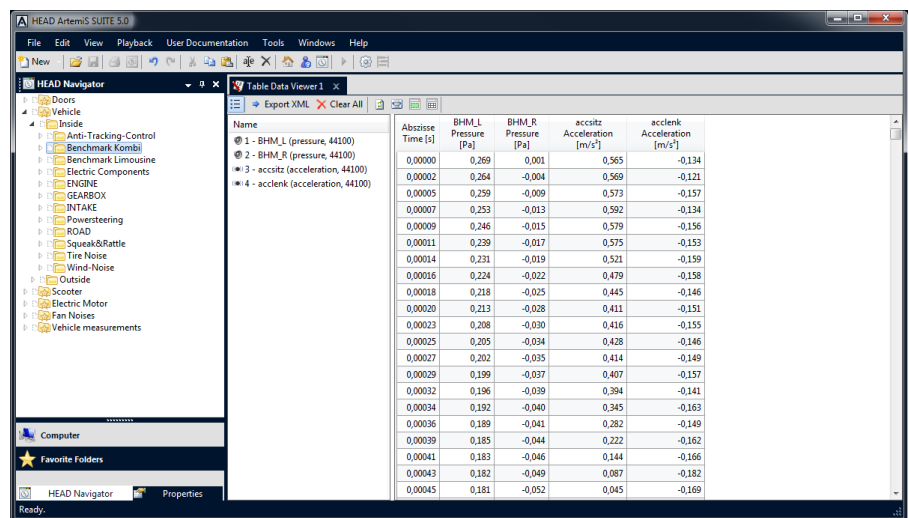 HEAD ArtemiS SUITE 5.0
File Edit View Playback User Documentation Tools Windows Help
New
HEAD Navigator
Doors
Vehicle
Inside
Anti-Tracking-Control
Benchmark Kombi
Benchmark Limousine
Electric Components
ENGINE
GEARBOX
INTAKE
Powersteering
ROAD
Squeak&Rattle
Tire Noise
Wind-Noise
Outside
Scooter
Electric Motor
Fan Noises
Vehicle measurements
Computer
Favorite Folders
HEAD Navigator Properties
Table Data Viewer 1
Export XML Clear All
Name
1 - BHM_L (pressure, 44100)
2 - BHM_R (pressure, 44100)
3 - accsitz (acceleration, 44100)
4 - acclenk (acceleration, 44100)
BHM_L BHM_R accsitz acclenk
Abszisse Pressure Pressure Acceleration Acceleration
Time [s] [Pa] [Pa] [m/s²] [m/s²]
0,00000 0,269 0,001 0,565 -0,134
0,00002 0,264 -0,004 0,569 -0,121
0,00005 0,259 -0,009 0,573 -0,157
0,00007 0,253 -0,013 0,592 -0,134
0,00009 0,246 -0,015 0,579 -0,156
0,00011 0,239 -0,017 0,575 -0,153
0,00014 0,231 -0,019 0,521 -0,159
0,00016 0,224 -0,022 0,479 -0,158
0,00018 0,218 -0,025 0,445 -0,146
0,00020 0,213 -0,028 0,411 -0,151
0,00023 0,208 -0,030 0,416 -0,155
0,00025 0,205 -0,034 0,428 -0,146
0,00027 0,202 -0,035 0,414 -0,149
0,00029 0,199 -0,037 0,407 -0,157
0,00032 0,196 -0,039 0,394 -0,141
0,00034 0,192 -0,040 0,345 -0,163
0,00036 0,189 -0,041 0,282 -0,149
0,00039 0,185 -0,044 0,222 -0,162
0,00041 0,183 -0,046 0,144 -0,166
0,00043 0,182 -0,049 0,087 -0,182
0,00045 0,181 -0,052 0,045 -0,169
Ready.